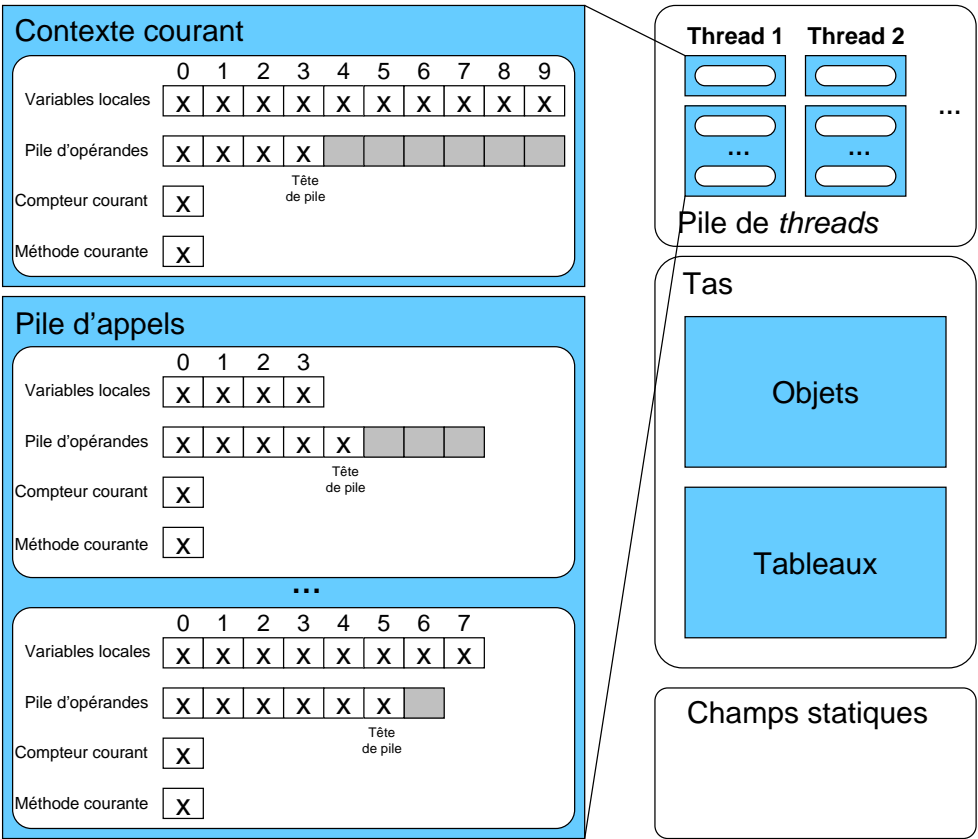 Contexte courant
0 1 2 3 4 5 6 7 8 9
Variables locales x x x x x x x x x x
Pile d'opérandes x x x x
Tête
de pile
Compteur courant x
Méthode courante x
Pile d'appels
0 1 2 3
Variables locales x x x x
Pile d'opérandes x x x x x
Tête
de pile
Compteur courant x
Méthode courante x
...
0 1 2 3 4 5 6 7
Variables locales x x x x x x x x
Pile d'opérandes x x x x x x
Tête
de pile
Compteur courant x
Méthode courante x
Thread 1 Thread 2
...
... ...
Pile de threads
Tas
Objets
Tableaux
Champs statiques